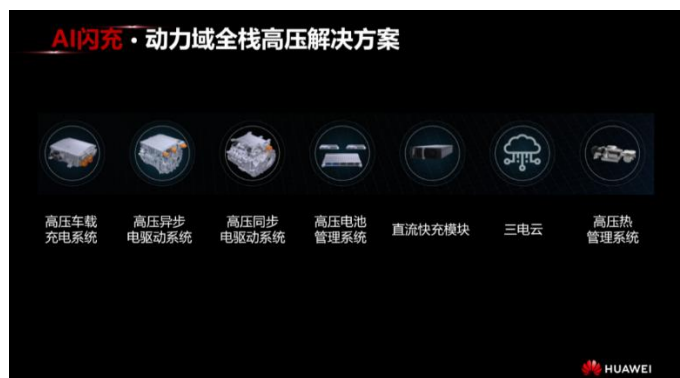 AI闪充·动力域全栈高压解决方案
高压车载
充电系统
高压异步
电驱动系统
高压同步
电驱动系统
高压电池
管理系统
直流快充模块
三电云
高压热
管理系统
HUAWEI